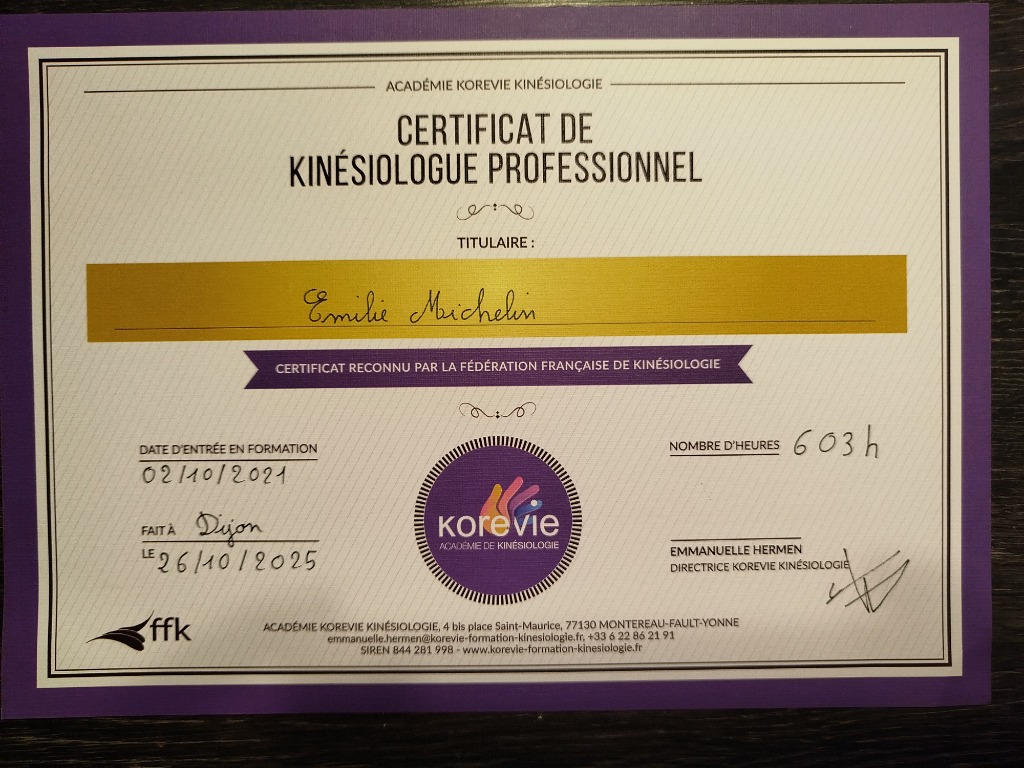 ACADÉMIE KOREVIE KINÉSIOLOGIE
CERTIFICAT DE
KINÉSIOLOGUE PROFESSIONNEL
TITULAIRE :
Emilie Michelin
CERTIFICAT RECONNU PAR LA FÉDÉRATION FRANÇAISE DE KINÉSIOLOGIE
DATE D'ENTRÉE EN FORMATION
02/10/2021
NOMBRE D'HEURES 603h
FAIT À Dijon
LE 26/10/2025
korevie
ACADÉMIE DE KINÉSIOLOGIE
EMMANUELLE HERMEN
DIRECTRICE KOREVIE KINÉSIOLOGIE
ffk
ACADÉMIE KOREVIE KINÉSIOLOGIE, 4 bis place Saint-Maurice, 77130 MONTEREAU-FAULT-YONNE
emmanuelle.hermen@korevie-formation-kinesiologie.fr, +33 6 22 86 21 91
SIREN 844 281 998 - www.korevie-formation-kinesiologie.fr